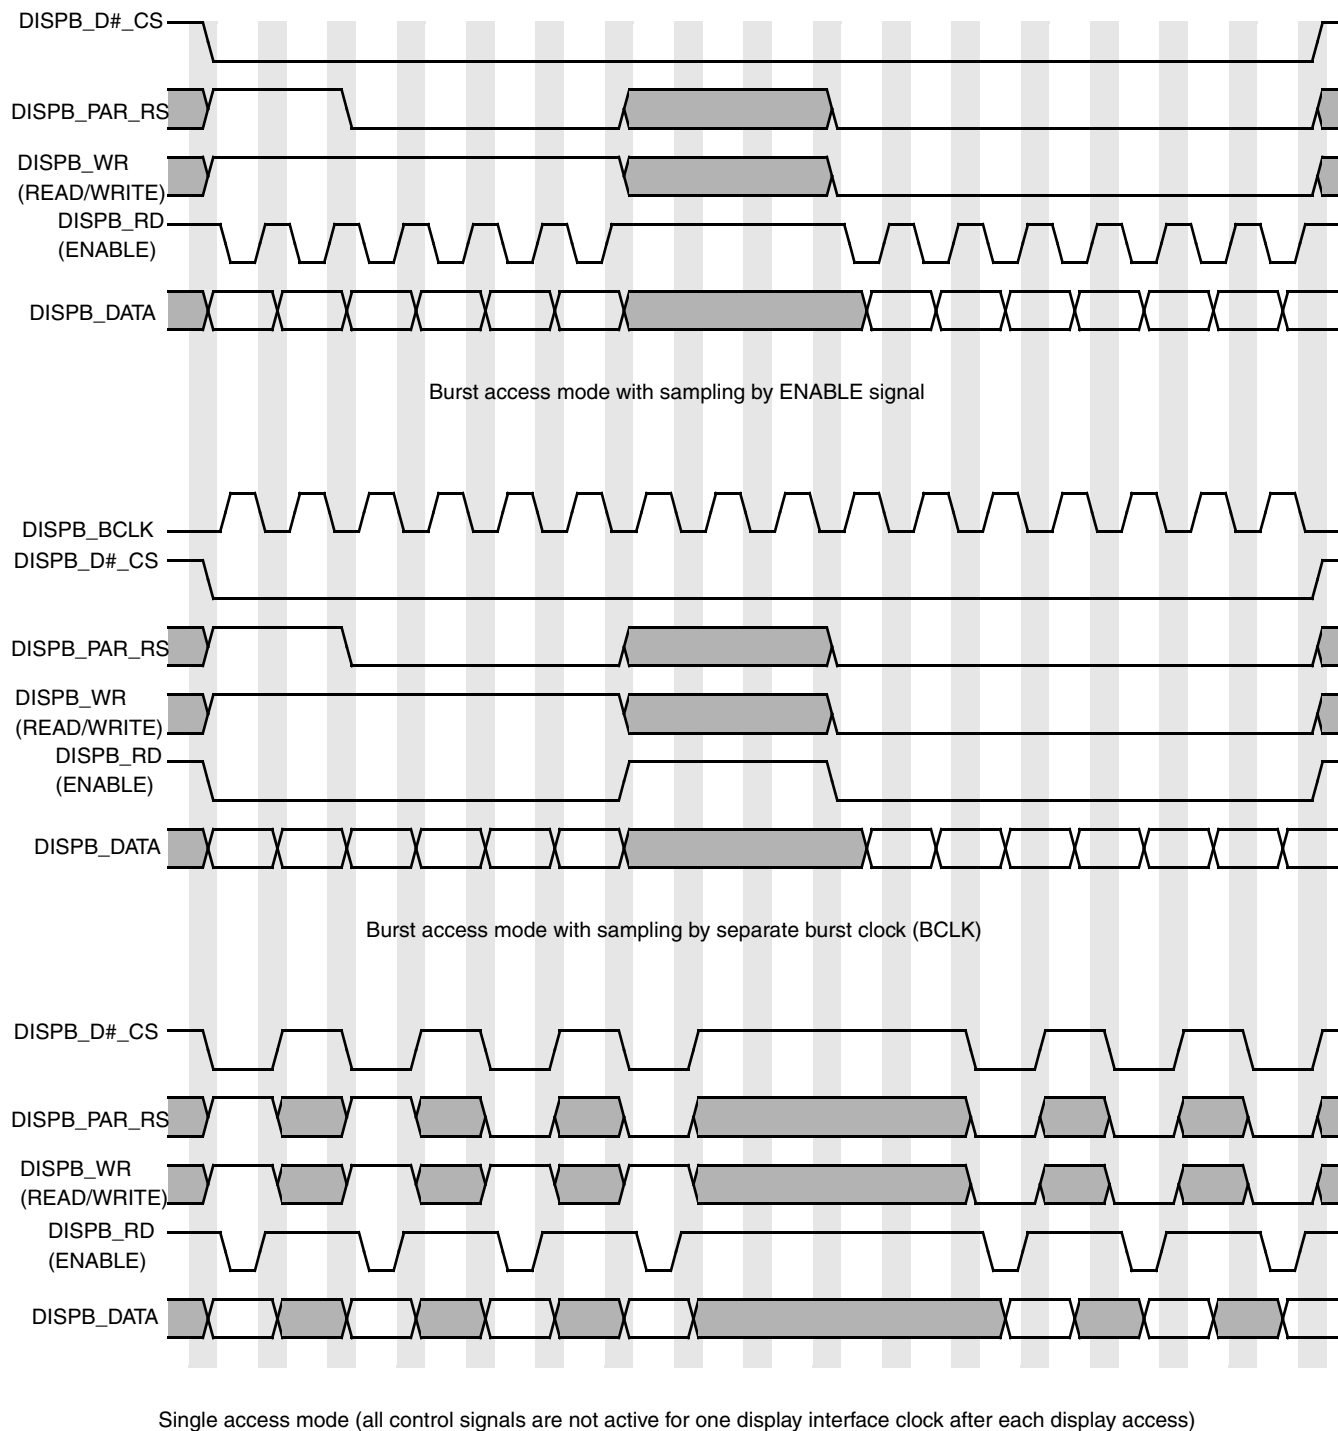 DISPB_D#_CS
DISPB_PAR_RS
DISPB_WR
(READ/WRITE)
DISPB_RD
(ENABLE)
DISPB_DATA
Burst access mode with sampling by ENABLE signal
DISPB_BCLK
DISPB_D#_CS
DISPB_PAR_RS
DISPB_WR
(READ/WRITE)
DISPB_RD
(ENABLE)
DISPB_DATA
Burst access mode with sampling by separate burst clock (BCLK)
DISPB_D#_CS
DISPB_PAR_RS
DISPB_WR
(READ/WRITE)
DISPB_RD
(ENABLE)
DISPB_DATA
Single access mode (all control signals are not active for one display interface clock after each display access)